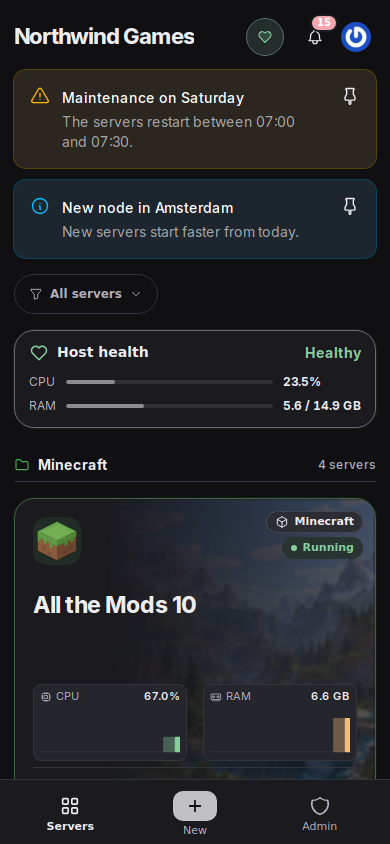 Northwind Games
15
Maintenance on Saturday
The servers restart between 07:00
and 07:30.
New node in Amsterdam
New servers start faster from today.
All servers
Host health
Healthy
CPU
23.5%
RAM
5.6 / 14.9 GB
Minecraft
4 servers
Minecraft
Running
All the Mods 10
CPU
67.0%
RAM
6.6 GB
Servers
New
Admin